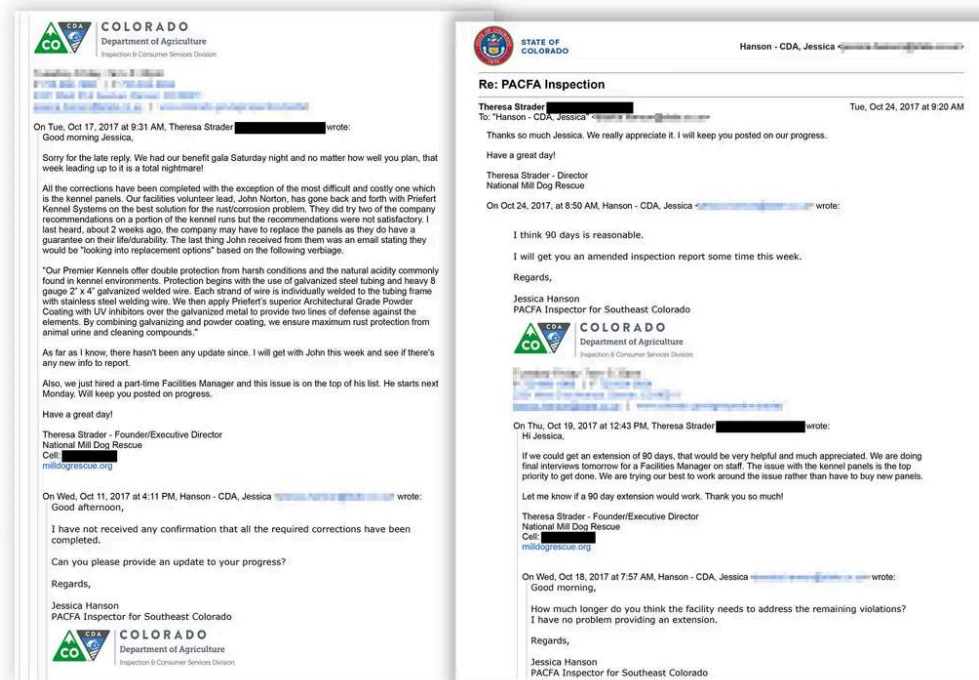 CDA
CO
COLORADO
Department of Agriculture
Inspection & Consumer Services Division
On Tue, Oct 17, 2017 at 9:31 AM, Theresa Strader wrote:
Good morning Jessica,
Sorry for the late reply. We had our benefit gala Saturday night and no matter how well you plan, that
week leading up to it is a total nightmare!
All the corrections have been completed with the exception of the most difficult and costly one which
is the kennel panels. Our facilities volunteer lead, John Norton, has gone back and forth with Priefert
Kennel Systems on the best solution for the rust/corrosion problem. They did try two of the company
recommendations on a portion of the kennel runs but the recommendations were not satisfactory. I
last heard, about 2 weeks ago, the company may have to replace the panels as they do have a
guarantee on their life/durability. The last thing John received from them was an email stating they
would be "looking into replacement options" based on the following verbiage.
"Our Premier Kennels offer double protection from harsh conditions and the natural acidity commonly
found in kennel environments. Protection begins with the use of galvanized steel tubing and heavy 8
gauge 2" x 4" galvanized welded wire. Each strand of wire is individually welded to the tubing frame
with stainless steel welding wire. We then apply Priefert's superior Architectural Grade Powder
Coating with UV inhibitors over the galvanized metal to provide two lines of defense against the
elements. By combining galvanizing and powder coating, we ensure maximum rust protection from
animal urine and cleaning compounds."
As far as I know, there hasn't been any update since. I will get with John this week and see if there's
any new info to report.
Also, we just hired a part-time Facilities Manager and this issue is on the top of his list. He starts next
Monday. Will keep you posted on progress.
Have a great day!
Theresa Strader - Founder/Executive Director
National Mill Dog Rescue
Cell:
milldogrescue.org
On Wed, Oct 11, 2017 at 4:11 PM, Hanson - CDA, Jessica wrote:
Good afternoon,
I have not received any confirmation that all the required corrections have been
completed.
Can you please provide an update to your progress?
Regards,
Jessica Hanson
PACFA Inspector for Southeast Colorado
CDA
CO
COLORADO
Department of Agriculture
Inspection & Consumer Services Division
STATE OF
COLORADO
Hanson - CDA, Jessica <
Re: PACFA Inspection
Theresa Strader
Tue, Oct 24, 2017 at 9:20 AM
To: "Hanson - CDA, Jessica" <
Thanks so much Jessica. We really appreciate it. I will keep you posted on our progress.
Have a great day!
Theresa Strader - Director
National Mill Dog Rescue
On Oct 24, 2017, at 8:50 AM, Hanson - CDA, Jessica < wrote:
I think 90 days is reasonable.
I will get you an amended inspection report some time this week.
Regards,
Jessica Hanson
PACFA Inspector for Southeast Colorado
CDA
CO
COLORADO
Department of Agriculture
Inspection & Consumer Services Division
On Thu, Oct 19, 2017 at 12:43 PM, Theresa Strader wrote:
Hi Jessica,
If we could get an extension of 90 days, that would be very helpful and much appreciated. We are doing
final interviews tomorrow for a Facilities Manager on staff. The issue with the kennel panels is the top
priority to get done. We are trying our best to work around the issue rather than have to buy new panels.
Let me know if a 90 day extension would work. Thank you so much!
Theresa Strader - Founder/Executive Director
National Mill Dog Rescue
Cell:
milldogrescue.org
On Wed, Oct 18, 2017 at 7:57 AM, Hanson - CDA, Jessica wrote:
Good morning,
How much longer do you think the facility needs to address the remaining violations?
I have no problem providing an extension.
Regards,
Jessica Hanson
PACFA Inspector for Southeast Colorado